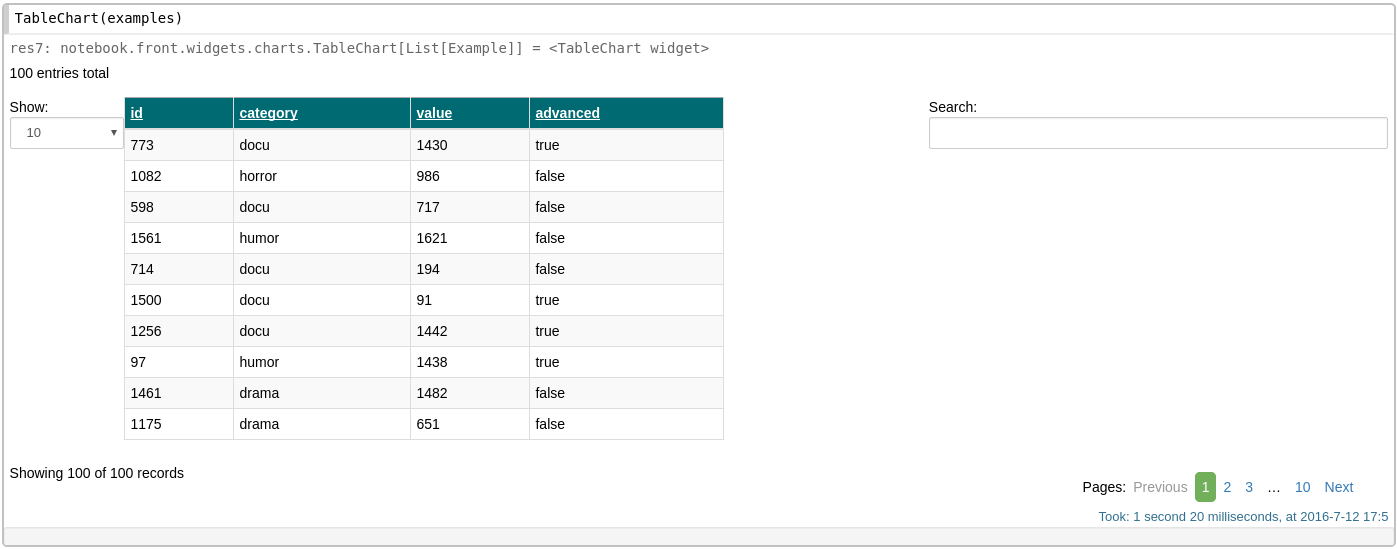 TableChart(examples)
res7: notebook.front.widgets.charts.TableChart[List[Example]] = <TableChart widget>
100 entries total
Show:
10
id category value advanced
773 docu 1430 true
1082 horror 986 false
598 docu 717 false
1561 humor 1621 false
714 docu 194 false
1500 docu 91 true
1256 docu 1442 true
97 humor 1438 true
1461 drama 1482 false
1175 drama 651 false
Search:
Showing 100 of 100 records
Pages: Previous 1 2 3 … 10 Next
Took: 1 second 20 milliseconds, at 2016-7-12 17:5